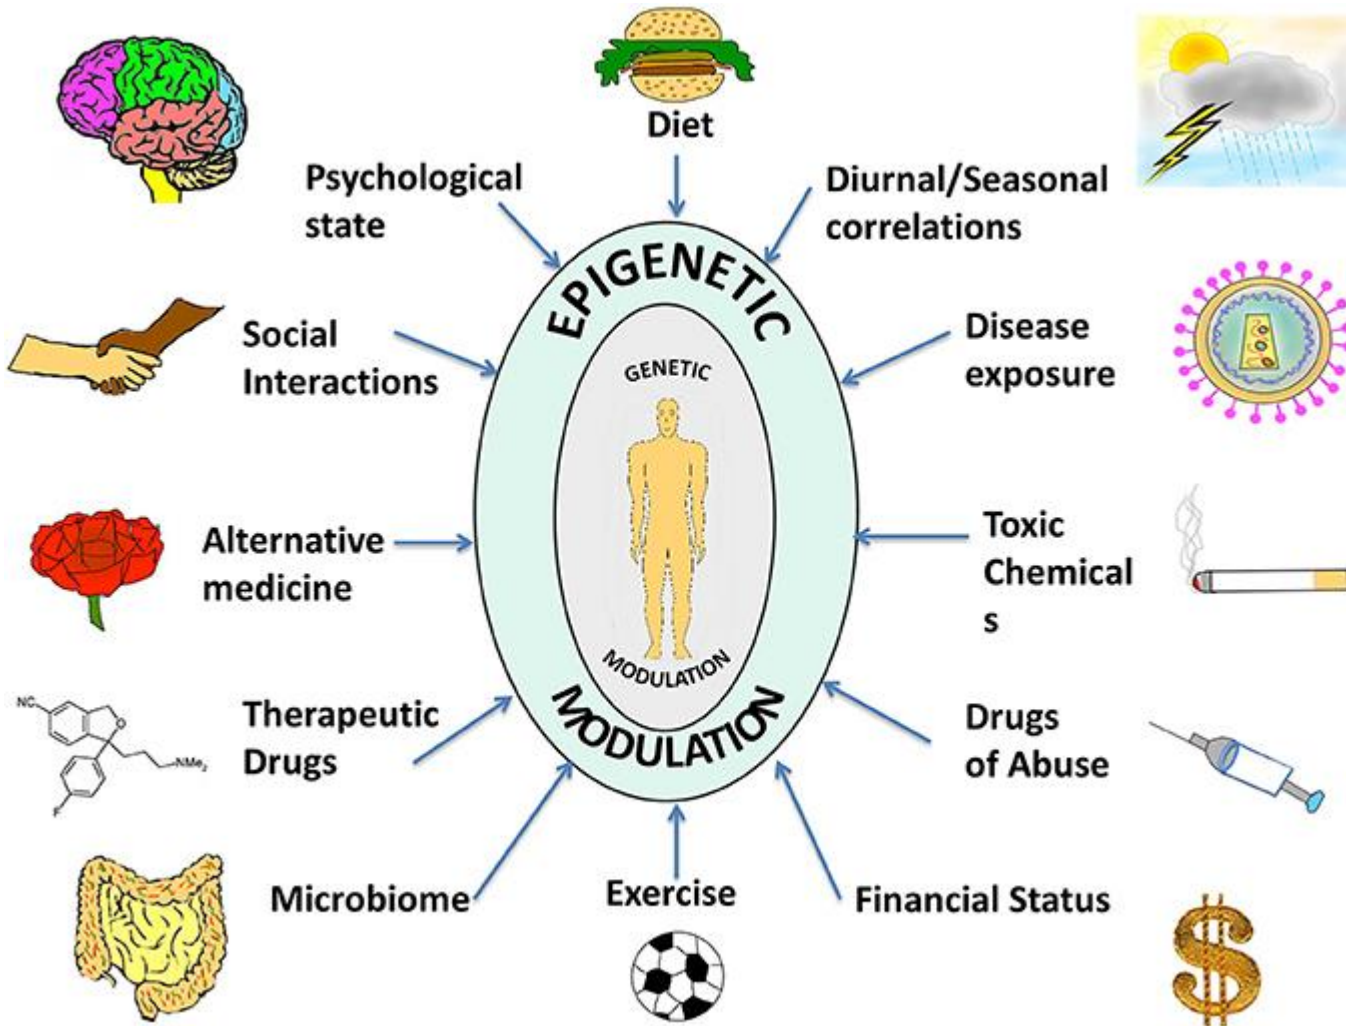 Diet
Psychological
state
Diurnal/Seasonal
correlations
EPIGENETIC
Social
Interactions
Disease
exposure
GENETIC
Alternative
medicine
Toxic
Chemical
s
MODULATION
MODULATION
Therapeutic
Drugs
Drugs
of Abuse
NC
O
NMe₂
F
Microbiome
Exercise
Financial Status